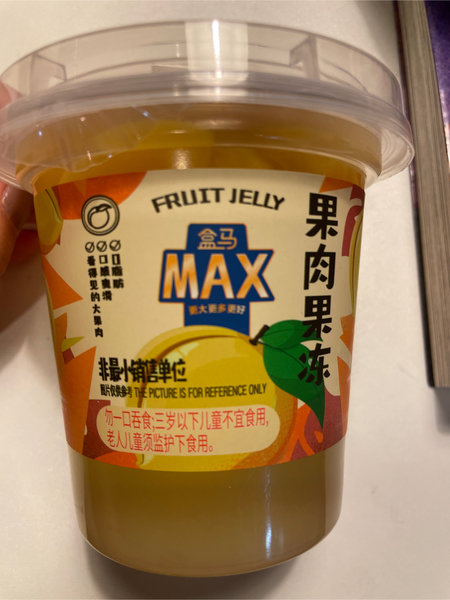 FRUIT JELLY
盒马
MAX
更大更多更好
果肉果冻
0脂肪
口感爽滑
看得见的大果肉
非最小销售单位
图片仅供参考 THE PICTURE IS FOR REFERENCE ONLY
勿一口吞食;三岁以下儿童不宜食用,
老人儿童须监护下食用。